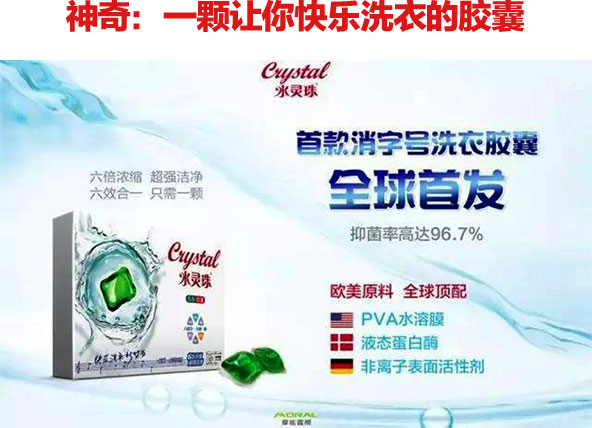 神奇：一颗让你快乐洗衣的胶囊
Crystal
水灵珠
首款消字号洗衣胶囊
全球首发
抑菌率高达96.7%
六倍浓缩 超强洁净
六效合一 只需一颗
Crystal
水灵珠
欧美原料 全球顶配
PVA水溶膜
液态蛋白酶
非离子表面活性剂
MORAL